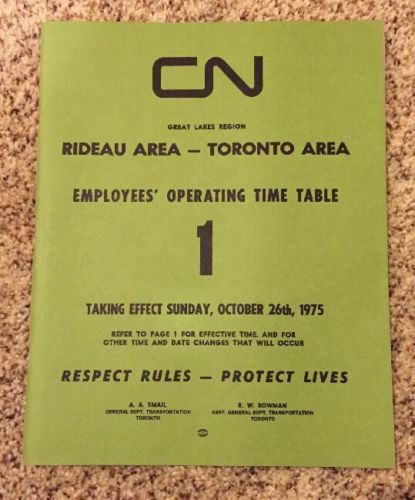 CN
GREAT LAKES REGION
RIDEAU AREA — TORONTO AREA
EMPLOYEES' OPERATING TIME TABLE
1
TAKING EFFECT SUNDAY, OCTOBER 26th, 1975
REFER TO PAGE 1 FOR EFFECTIVE TIME, AND FOR
OTHER TIME AND DATE CHANGES THAT WILL OCCUR
RESPECT RULES — PROTECT LIVES
A. A. SMAIL
GENERAL SUPT. TRANSPORTATION
TORONTO
R. W. BOWMAN
ASST. GENERAL SUPT. TRANSPORTATION
TORONTO